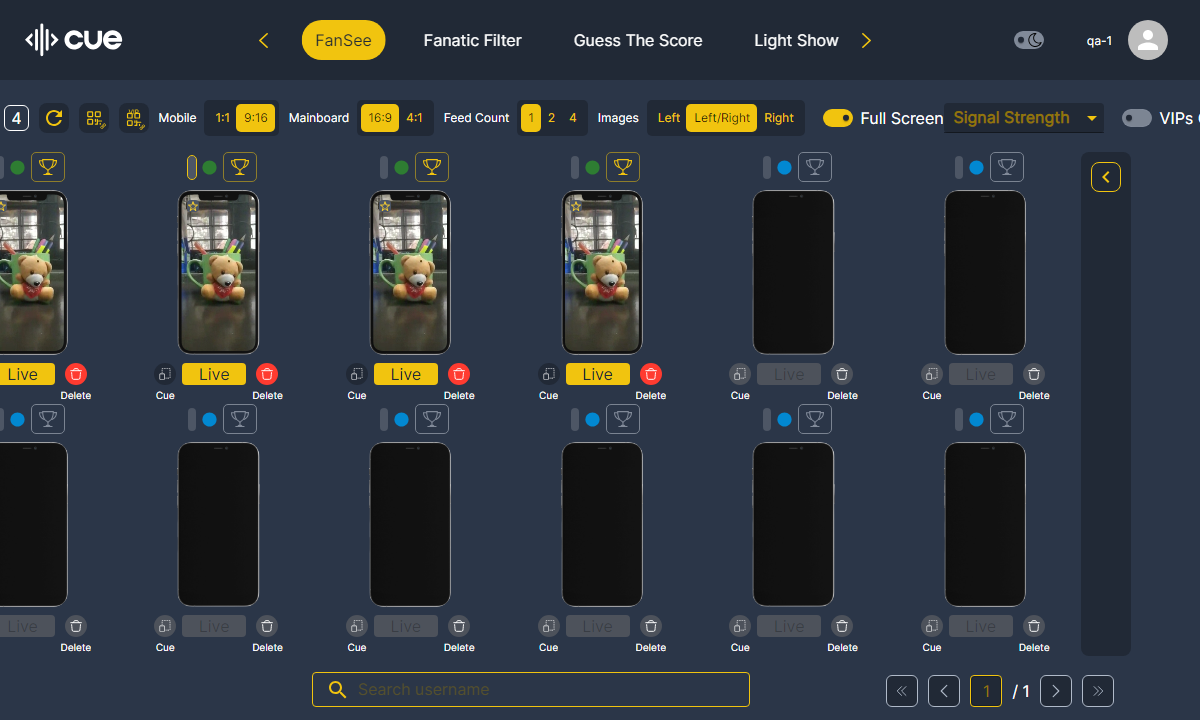 cue
FanSee Fanatic Filter Guess The Score Light Show
qa-1
4 Mobile 1:1 9:16 Mainboard 16:9 4:1 Feed Count 1 2 4 Images Left Left/Right Right Full Screen Signal Strength VIPs
Live Live Live Live Live Live
Delete Cue Delete Cue Delete Cue Delete Cue Delete Cue Delete
Live Live Live Live Live Live
Delete Cue Delete Cue Delete Cue Delete Cue Delete Cue Delete
Search username
1 / 1